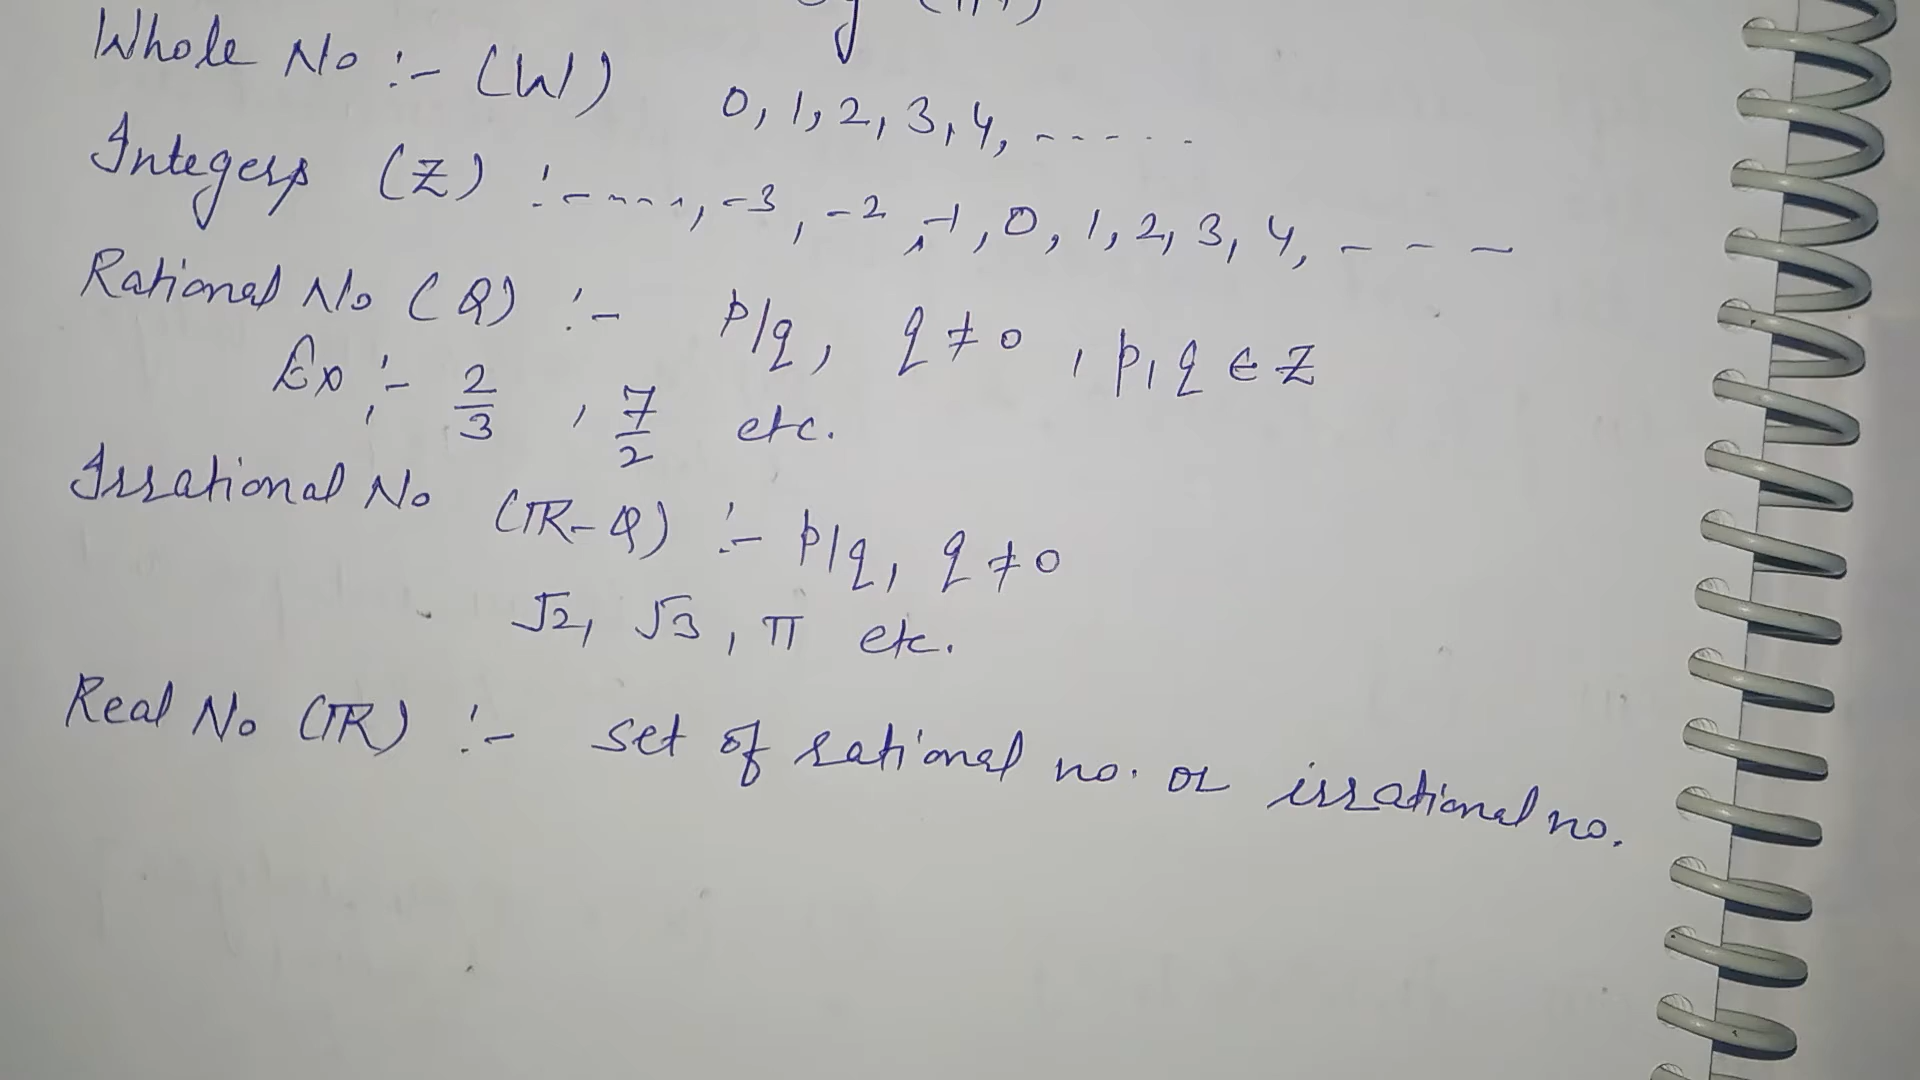 Whole No :- (W) 0, 1, 2, 3, 4, -----
Integers (Z) :- ----, -3, -2, -1, 0, 1, 2, 3, 4, - - -
Rational No (Q) :- p/q, q ≠ 0, p, q ∈ Z
Ex :- 2/3, 7/2 etc.
Irrational No (ℝ-Q) :- p/q, q ≠ 0
√2, √3, π etc.
Real No (ℝ) :- set of rational no. or irrational no.